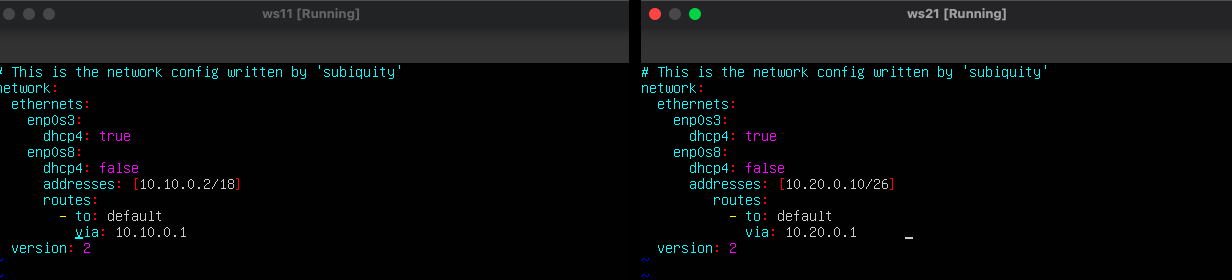 ws11 [Running]
# This is the network config written by 'subiquity'
network:
  ethernets:
    enp0s3:
      dhcp4: true
    enp0s8:
      dhcp4: false
      addresses: [10.10.0.2/18]
      routes:
        - to: default
          via: 10.10.0.1
  version: 2
~
~
ws21 [Running]
# This is the network config written by 'subiquity'
network:
  ethernets:
    enp0s3:
      dhcp4: true
    enp0s8:
      dhcp4: false
      addresses: [10.20.0.10/26]
      routes:
        - to: default
          via: 10.20.0.1
  version: 2
~
~